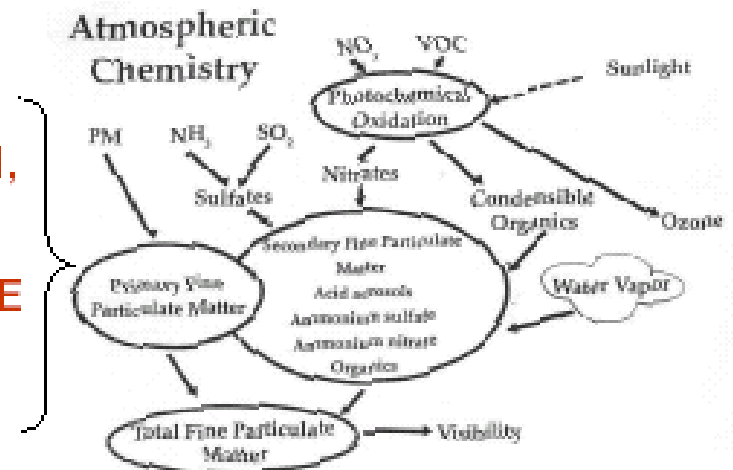 Atmospheric
Chemistry
NO₂ VOC
Sunlight
Photochemical
Oxidation
PM NH₃ SO₂
Nitrates
Sulfates
Condensible
Organics
Ozone
Secondary Fine Particulate
Matter
Acid aerosols
Ammonium sulfate
Ammonium nitrate
Organics
Primary Fine
Particulate Matter
Water Vapor
E
Total Fine Particulate
Matter
Visibility